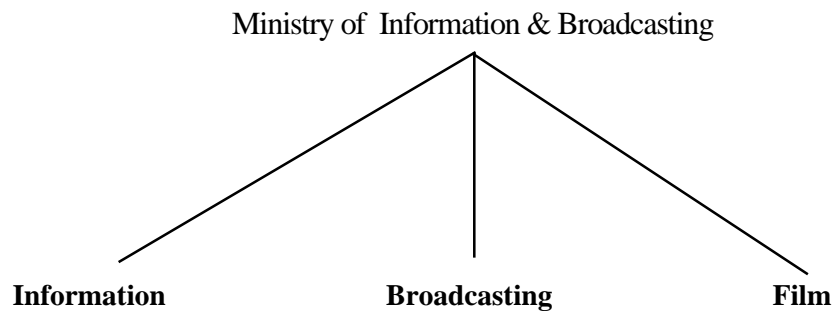 Ministry of Information & Broadcasting
Information Broadcasting Film